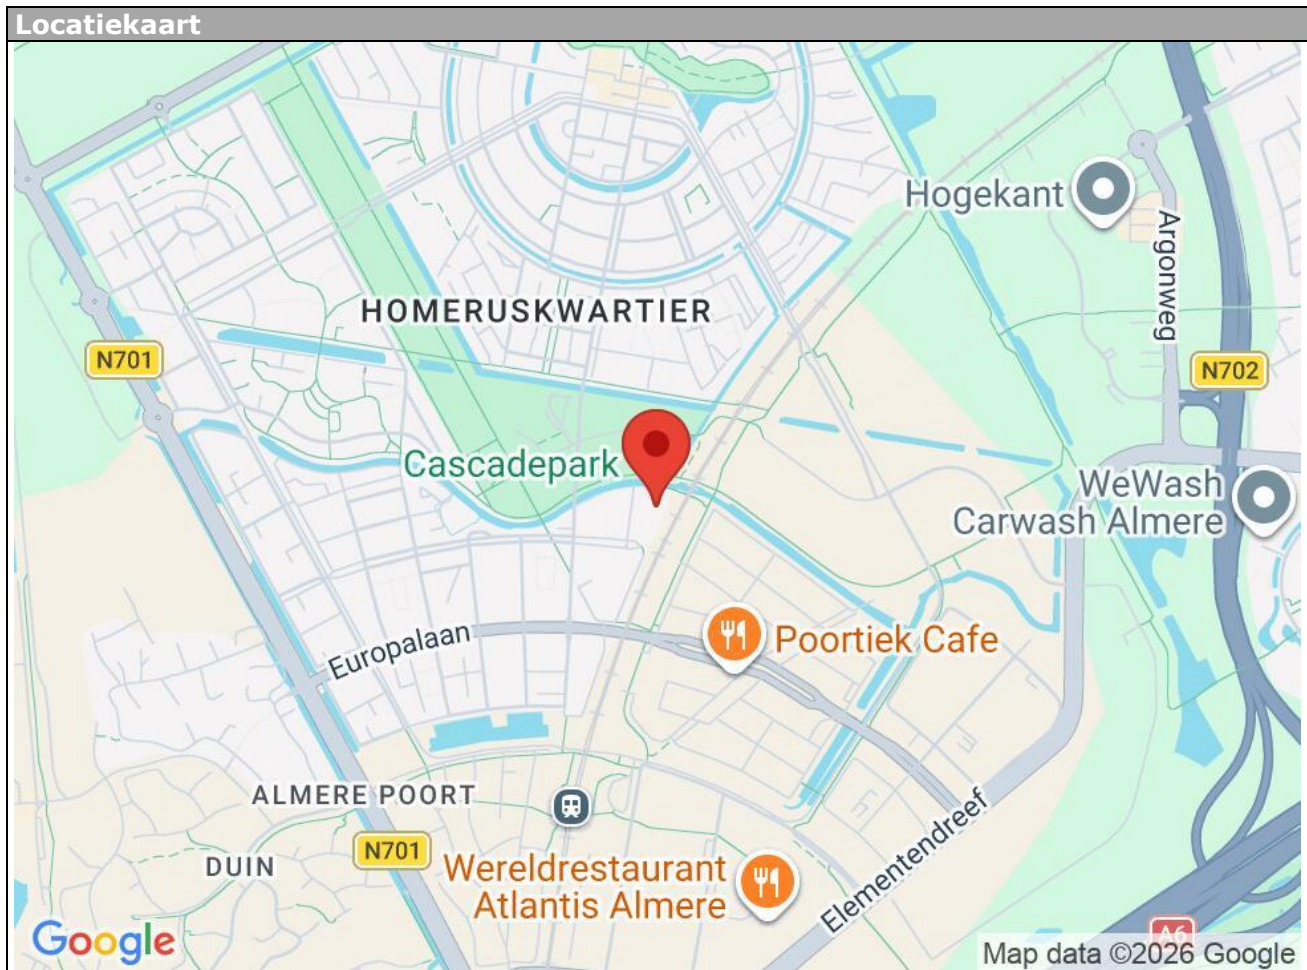 Locatiekaart
Hogekant
Argonweg
HOMERUSKWARTIER
N701
N702
Cascadepark
WeWash
Carwash Almere
Europalaan
Poortiek Cafe
ALMERE POORT
DUIN
N701
Wereldrestaurant
Atlantis Almere
Elementendreef
A6
Google
Map data ©2026 Google